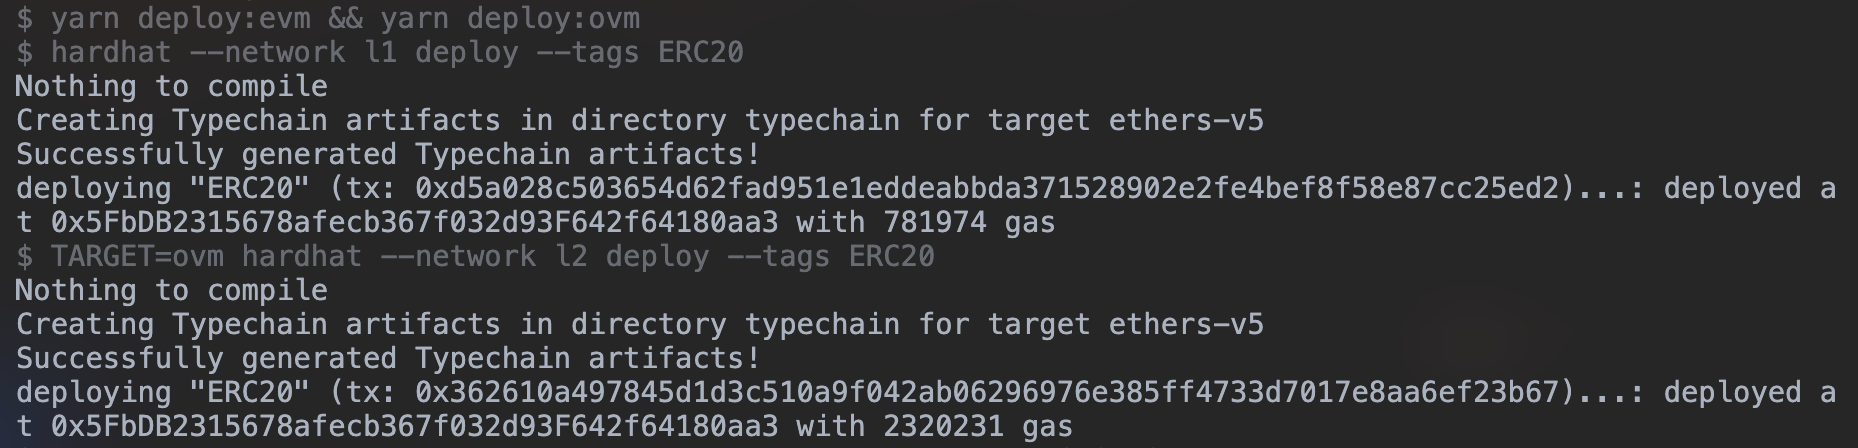 $ yarn deploy:evm && yarn deploy:ovm
$ hardhat --network l1 deploy --tags ERC20
Nothing to compile
Creating Typechain artifacts in directory typechain for target ethers-v5
Successfully generated Typechain artifacts!
deploying "ERC20" (tx: 0xd5a028c503654d62fad951e1eddeabbda371528902e2fe4bef8f58e87cc25ed2)...: deployed a
t 0x5FbDB2315678afecb367f032d93F642f64180aa3 with 781974 gas
$ TARGET=ovm hardhat --network l2 deploy --tags ERC20
Nothing to compile
Creating Typechain artifacts in directory typechain for target ethers-v5
Successfully generated Typechain artifacts!
deploying "ERC20" (tx: 0x362610a497845d1d3c510a9f042ab06296976e385ff4733d7017e8aa6ef23b67)...: deployed a
t 0x5FbDB2315678afecb367f032d93F642f64180aa3 with 2320231 gas